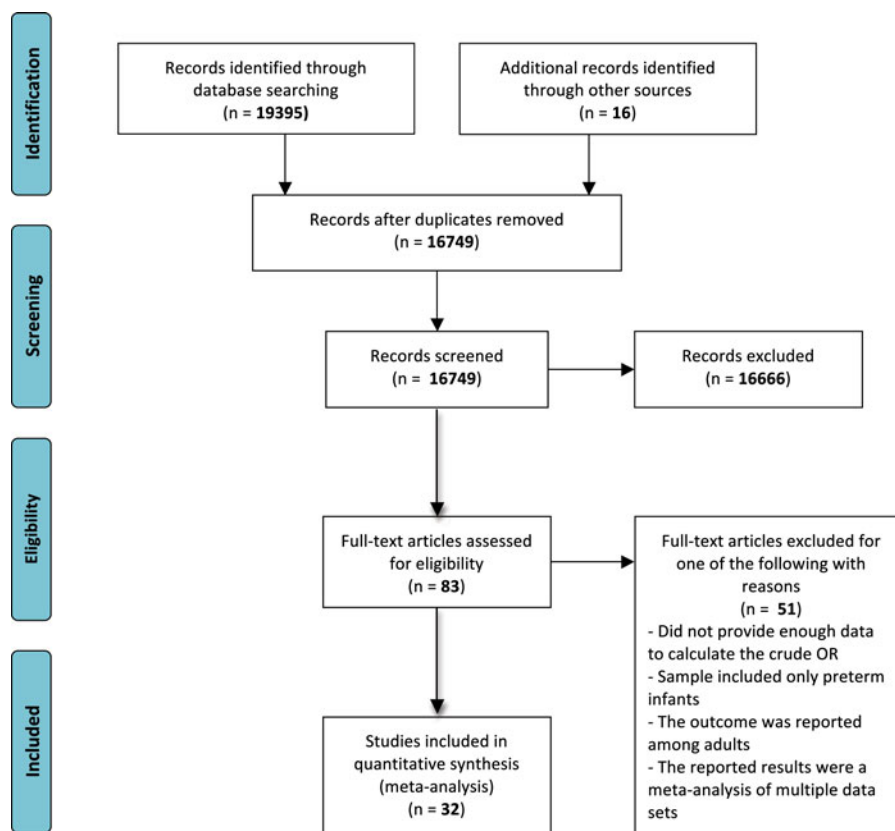 Identification
Records identified through
database searching
(n = 19395)
Additional records identified
through other sources
(n = 16)
Records after duplicates removed
(n = 16749)
Screening
Records screened
(n = 16749)
Records excluded
(n = 16666)
Eligibility
Full-text articles assessed
for eligibility
(n = 83)
Full-text articles excluded for
one of the following with
reasons
(n = 51)
- Did not provide enough data
to calculate the crude OR
- Sample included only preterm
infants
- The outcome was reported
among adults
- The reported results were a
meta-analysis of multiple data
sets
Included
Studies included in
quantitative synthesis
(meta-analysis)
(n = 32)